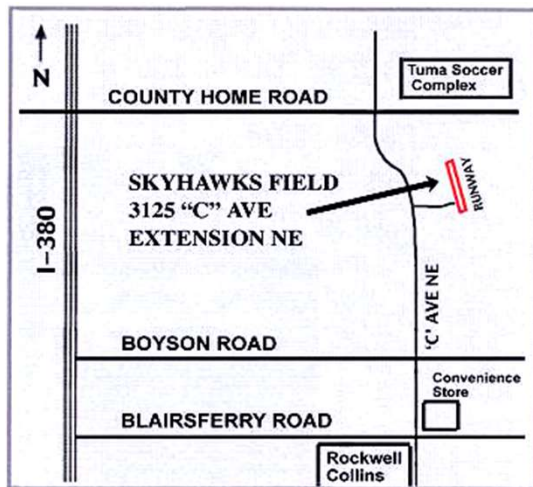 N
Tuma Soccer
Complex
COUNTY HOME ROAD
SKYHAWKS FIELD
3125 “C” AVE
EXTENSION NE
RUNWAY
I-380
'C' AVE NE
BOYSON ROAD
Convenience
Store
BLAIRSFERRY ROAD
Rockwell
Collins